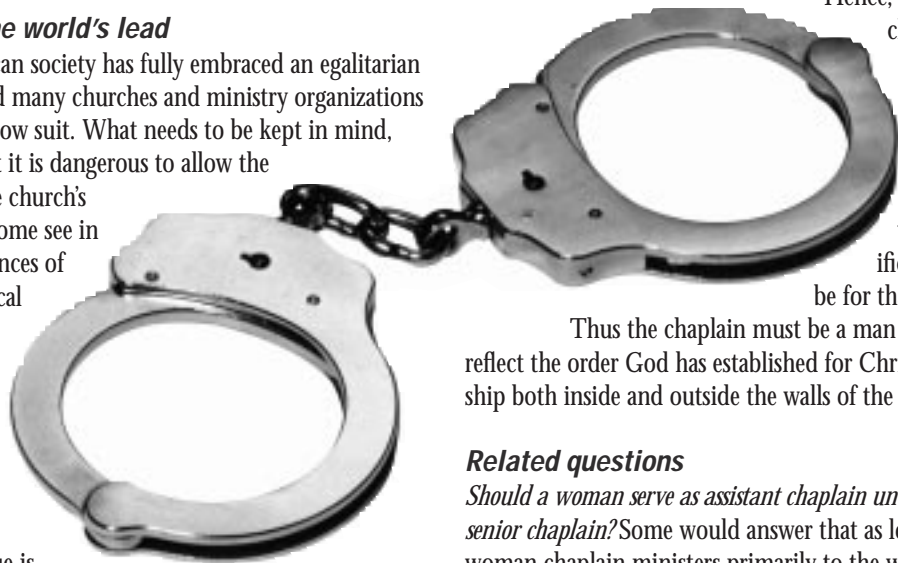 e world's lead
an society has fully embraced an egalitarian
d many churches and ministry organizations
ow suit. What needs to be kept in mind,
t it is dangerous to allow the
e church's
ome see in
nces of
cal
ue is
Hence,
c
ific
be for th
Thus the chaplain must be a man
reflect the order God has established for Chr
ship both inside and outside the walls of the
Related questions
Should a woman serve as assistant chaplain un
senior chaplain? Some would answer that as l
woman chaplain ministers primarily to the w